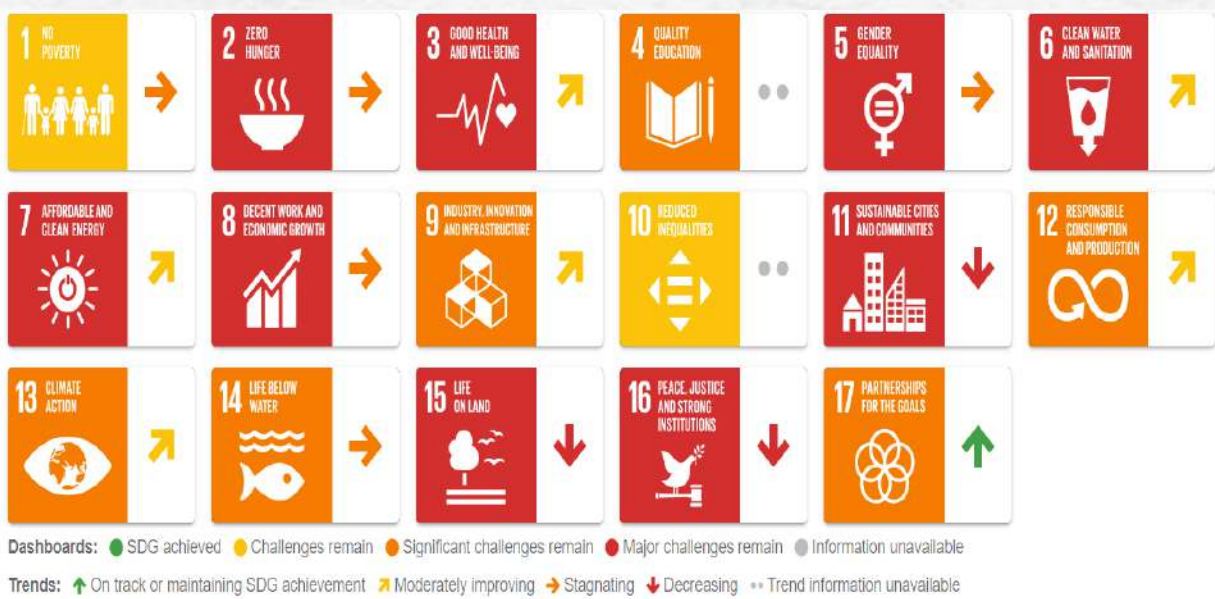 1 NO
POVERTY
2 ZERO
HUNGER
3 GOOD HEALTH
AND WELL-BEING
4 QUALITY
EDUCATION
5 GENDER
EQUALITY
6 CLEAN WATER
AND SANITATION
7 AFFORDABLE AND
CLEAN ENERGY
8 DECENT WORK AND
ECONOMIC GROWTH
9 INDUSTRY, INNOVATION
AND INFRASTRUCTURE
10 REDUCED
INEQUALITIES
11 SUSTAINABLE CITIES
AND COMMUNITIES
12 RESPONSIBLE
CONSUMPTION
AND PRODUCTION
13 CLIMATE
ACTION
14 LIFE BELOW
WATER
15 LIFE
ON LAND
16 PEACE, JUSTICE
AND STRONG
INSTITUTIONS
17 PARTNERSHIPS
FOR THE GOALS
Dashboards: SDG achieved Challenges remain Significant challenges remain Major challenges remain Information unavailable
Trends: On track or maintaining SDG achievement Moderately improving Stagnating Decreasing Trend information unavailable